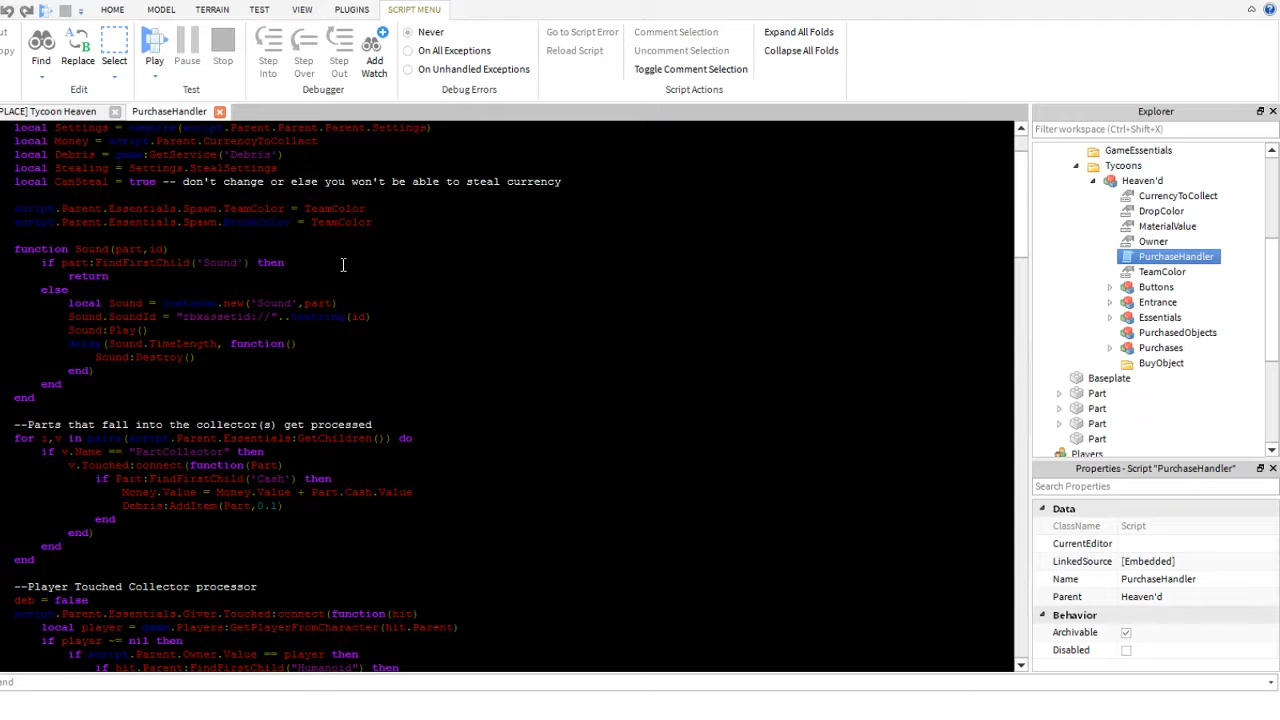 HOME MODEL TERRAIN TEST VIEW PLUGINS SCRIPT MENU
Never Go to Script Error Comment Selection Expand All Folds
On All Exceptions Reload Script Uncomment Selection Collapse All Folds
Find Replace Select Play Pause Stop Step Into Step Over Step Out Add Watch
On Unhandled Exceptions Toggle Comment Selection
Edit Test Debugger Debug Errors Script Actions
PLACE] Tycoon Heaven PurchaseHandler
local Settings = require(script.Parent.Parent.Parent.Settings)
local Money = script.Parent.CurrencyToCollect
local Debris = game:GetService('Debris')
local Stealing = Settings.StealSettings
local CanSteal = true -- don't change or else you won't be able to steal currency
script.Parent.Essentials.Spawn.TeamColor = TeamColor
script.Parent.Essentials.Spawn.BrickColor = TeamColor
function Sound(part,id)
if part:FindFirstChild('Sound') then
return
else
local Sound = Instance.new('Sound',part)
Sound.SoundId = "rbxassetid://"..tostring(id)
Sound:Play()
delay(Sound.TimeLength, function()
Sound:Destroy()
end)
end
end
--Parts that fall into the collector(s) get processed
for i,v in pairs(script.Parent.Essentials:GetChildren()) do
if v.Name == "PartCollector" then
v.Touched:connect(function(Part)
if Part:FindFirstChild('Cash') then
Money.Value = Money.Value + Part.Cash.Value
Debris:AddItem(Part,0.1)
end
end)
end
end
--Player Touched Collector processor
deb = false
script.Parent.Essentials.Giver.Touched:connect(function(hit)
local player = game.Players:GetPlayerFromCharacter(hit.Parent)
if player ~= nil then
if script.Parent.Owner.Value == player then
if hit.Parent:FindFirstChild("Humanoid") then
Explorer
Filter workspace (Ctrl+Shift+X)
GameEssentials
Tycoons
Heaven'd
CurrencyToCollect
DropColor
MaterialValue
Owner
PurchaseHandler
TeamColor
Buttons
Entrance
Essentials
PurchasedObjects
Purchases
BuyObject
Baseplate
Part
Part
Part
Part
Players
Properties - Script "PurchaseHandler"
Search Properties
Data
ClassName Script
CurrentEditor
LinkedSource [Embedded]
Name PurchaseHandler
Parent Heaven'd
Behavior
Archivable
Disabled